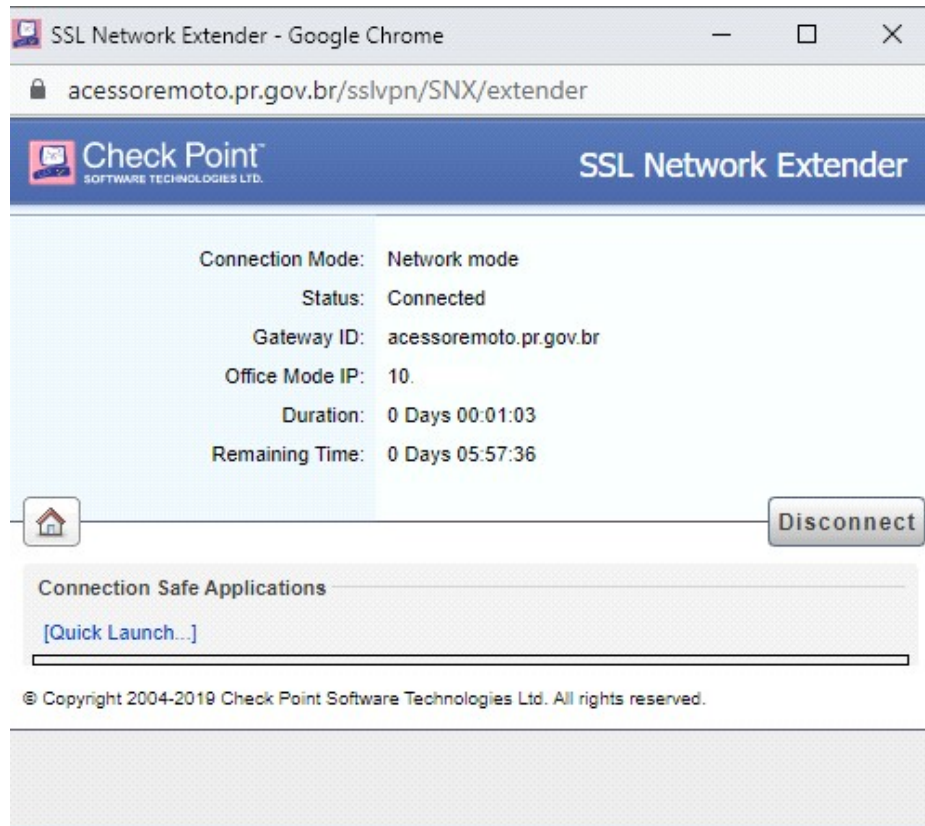 SSL Network Extender - Google Chrome
acessoremoto.pr.gov.br/sslvpn/SNX/extender
Check Point™
SOFTWARE TECHNOLOGIES LTD.
SSL Network Extender
Connection Mode: Network mode
Status: Connected
Gateway ID: acessoremoto.pr.gov.br
Office Mode IP: 10.
Duration: 0 Days 00:01:03
Remaining Time: 0 Days 05:57:36
Disconnect
Connection Safe Applications
[Quick Launch...]
© Copyright 2004-2019 Check Point Software Technologies Ltd. All rights reserved.